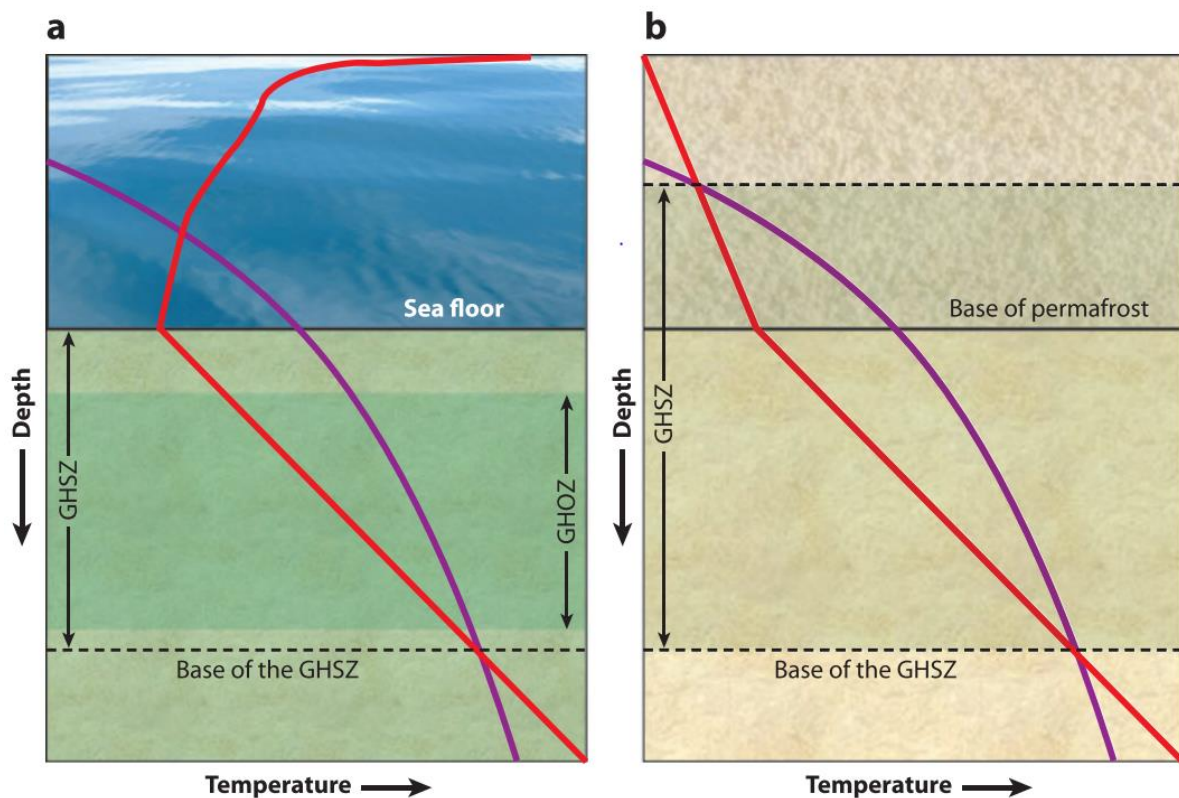 a
Sea floor
GHSZ
GHOZ
Base of the GHSZ
Depth
Temperature
b
Base of permafrost
GHSZ
Base of the GHSZ
Depth
Temperature